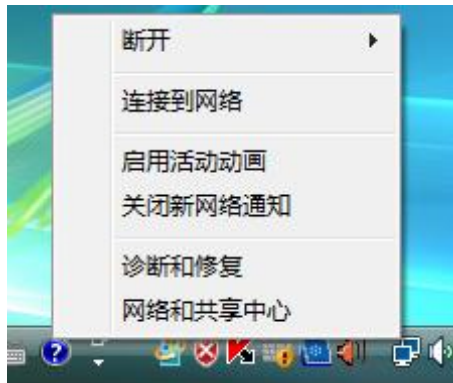 断开
连接到网络
启用活动动画
关闭新网络通知
诊断和修复
网络和共享中心